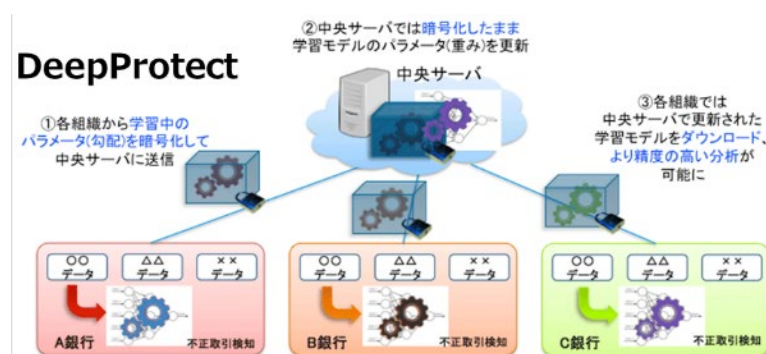 ②中央サーバでは暗号化したまま
学習モデルのパラメータ(重み)を更新
DeepProtect
中央サーバ
①各組織から学習中の
パラメータ(勾配)を暗号化して
中央サーバに送信
③各組織では
中央サーバで更新された
学習モデルをダウンロード、
より精度の高い分析が
可能に
○○
データ
△△
データ
××
データ
A銀行
不正取引検知
○○
データ
△△
データ
××
データ
B銀行
不正取引検知
○○
データ
△△
データ
××
データ
C銀行
不正取引検知